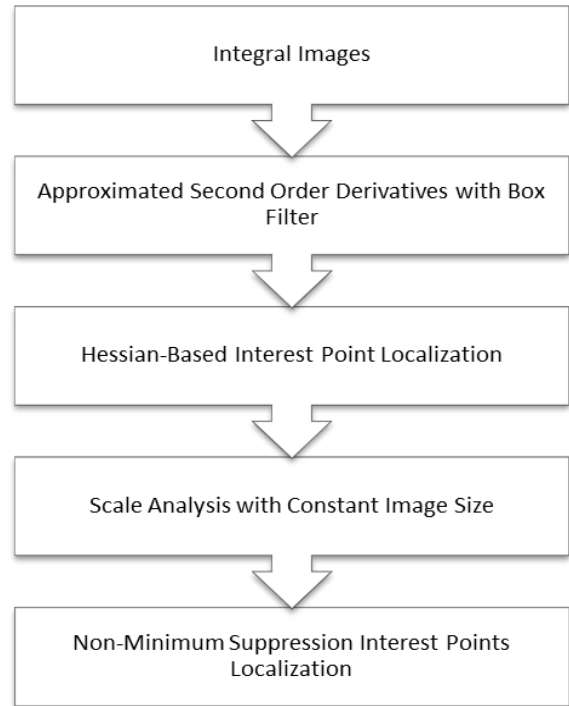 Integral Images
Approximated Second Order Derivatives with Box
Filter
Hessian-Based Interest Point Localization
Scale Analysis with Constant Image Size
Non-Minimum Suppression Interest Points
Localization